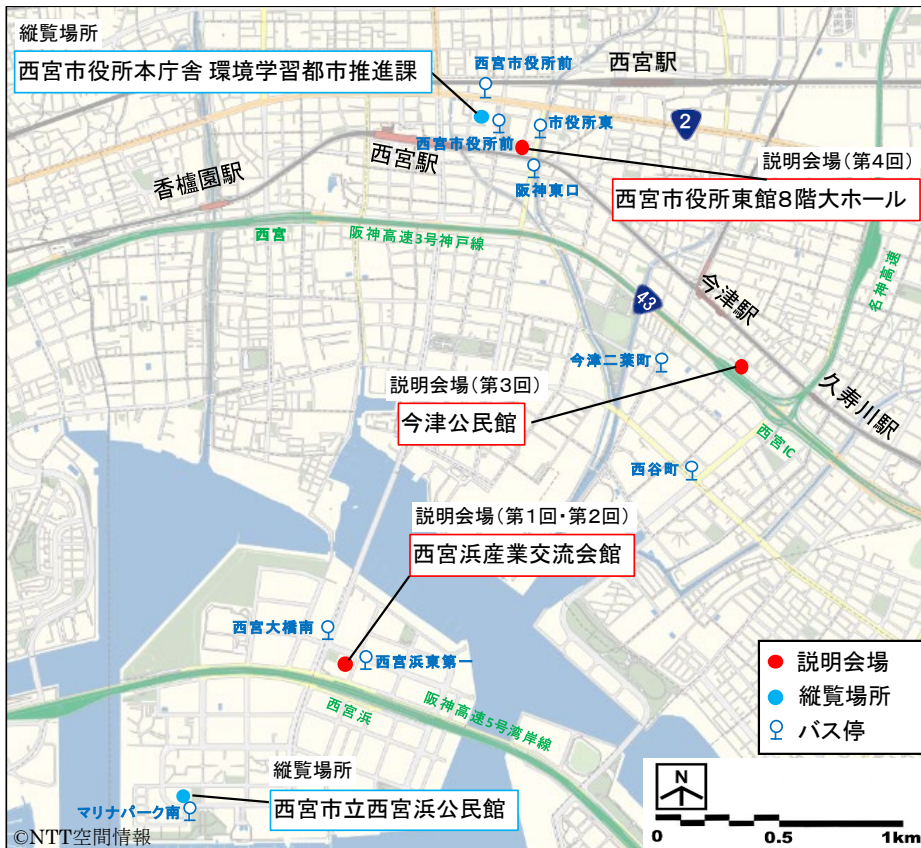 縦覧場所
西宮市役所本庁舎 環境学習都市推進課
西宮市役所前
西宮駅
市役所東
2
西宮市役所前
西宮駅
阪神東口
説明会場(第4回)
西宮市役所東館8階大ホール
香櫨園駅
西宮
阪神高速3号神戸線
名神高速
43
今津駅
今津二葉町
説明会場(第3回)
今津公民館
久寿川駅
西宮IC
西谷町
説明会場(第1回・第2回)
西宮浜産業交流会館
西宮大橋南
西宮浜東第一
西宮浜
阪神高速5号湾岸線
説明会場
縦覧場所
バス停
縦覧場所
西宮市立西宮浜公民館
マリナパーク南
N
0 0.5 1km
©NTT空間情報